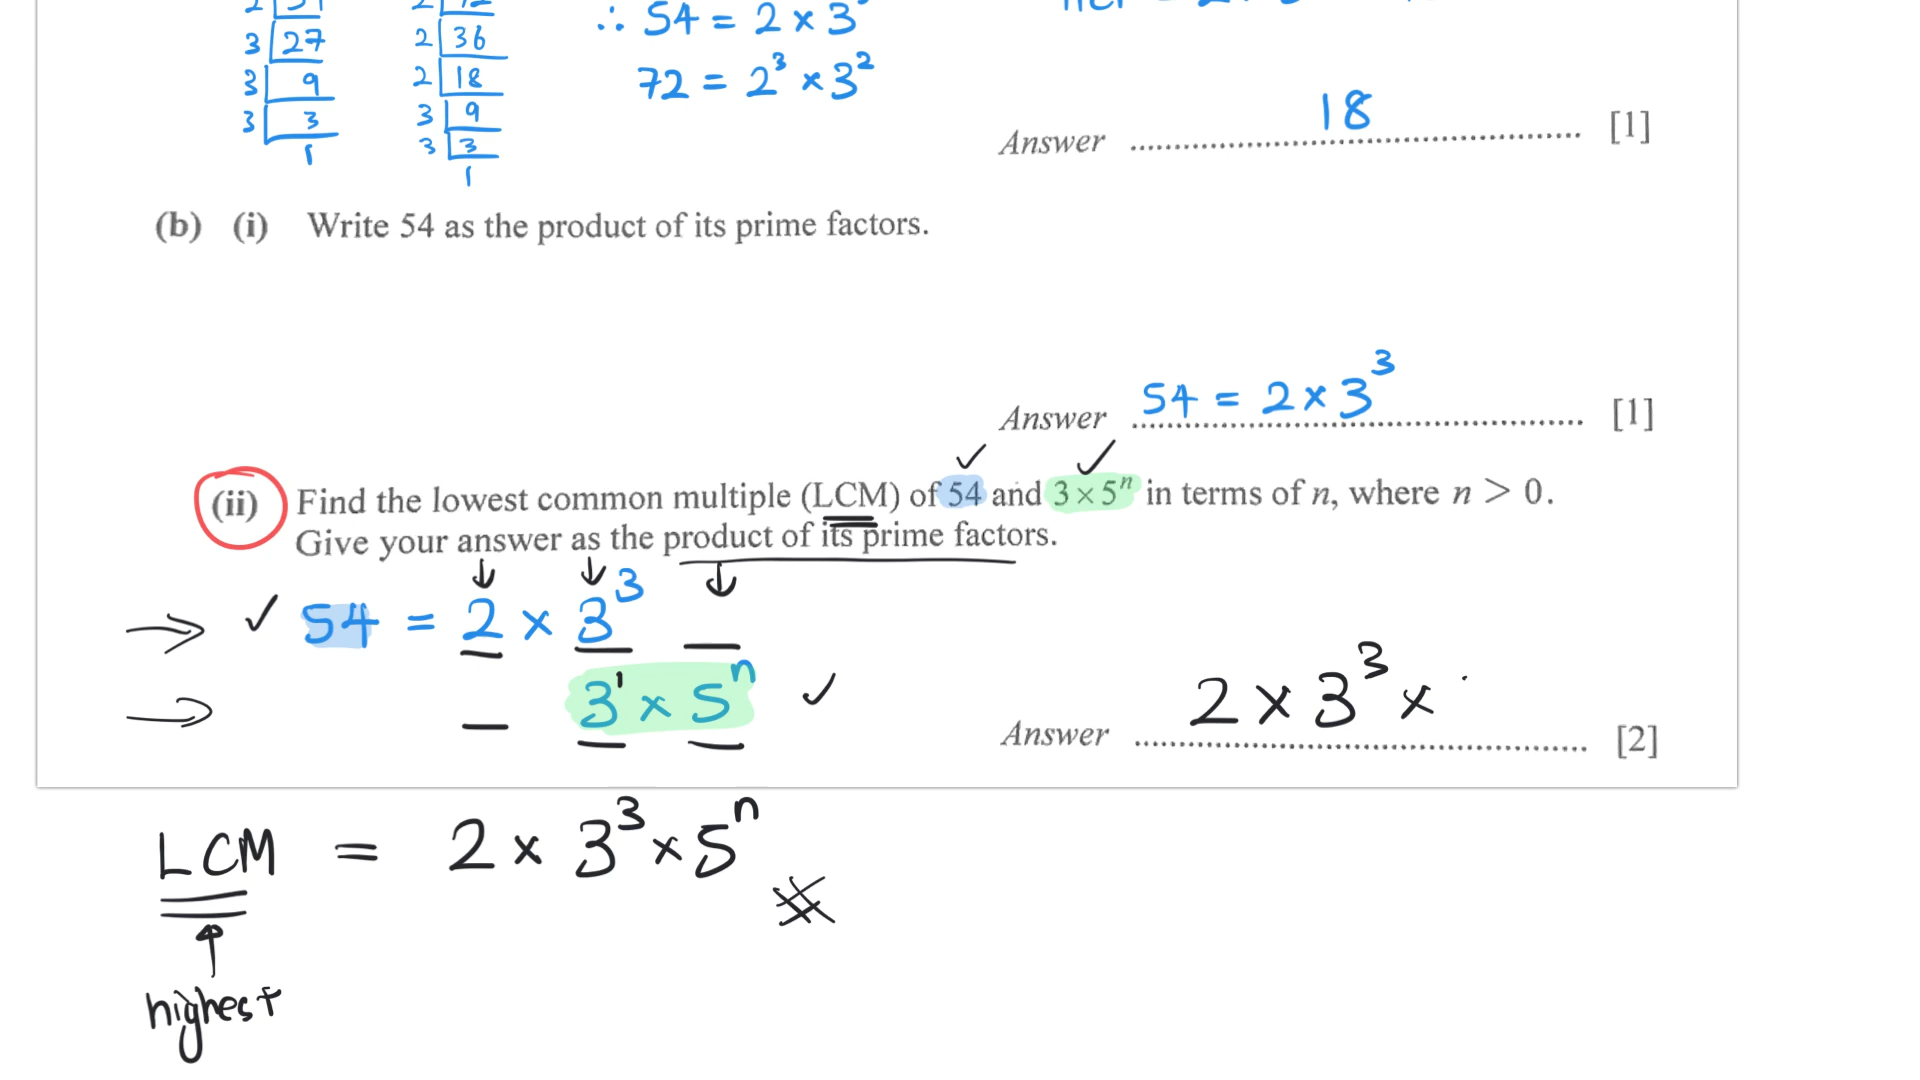 3 27
3 9
3 3
1
2 36
2 18
3 9
3 3
1
∴ 54 = 2 × 3
72 = 2³ × 3²
18
Answer [1]
(b) (i) Write 54 as the product of its prime factors.
54 = 2 × 3³
Answer [1]
(ii) Find the lowest common multiple (LCM) of 54 and 3 × 5ⁿ in terms of n, where n > 0.
Give your answer as the product of its prime factors.
54 = 2 × 3³
3¹ × 5ⁿ
2 × 3³ ×
Answer [2]
LCM = 2 × 3³ × 5ⁿ
highest